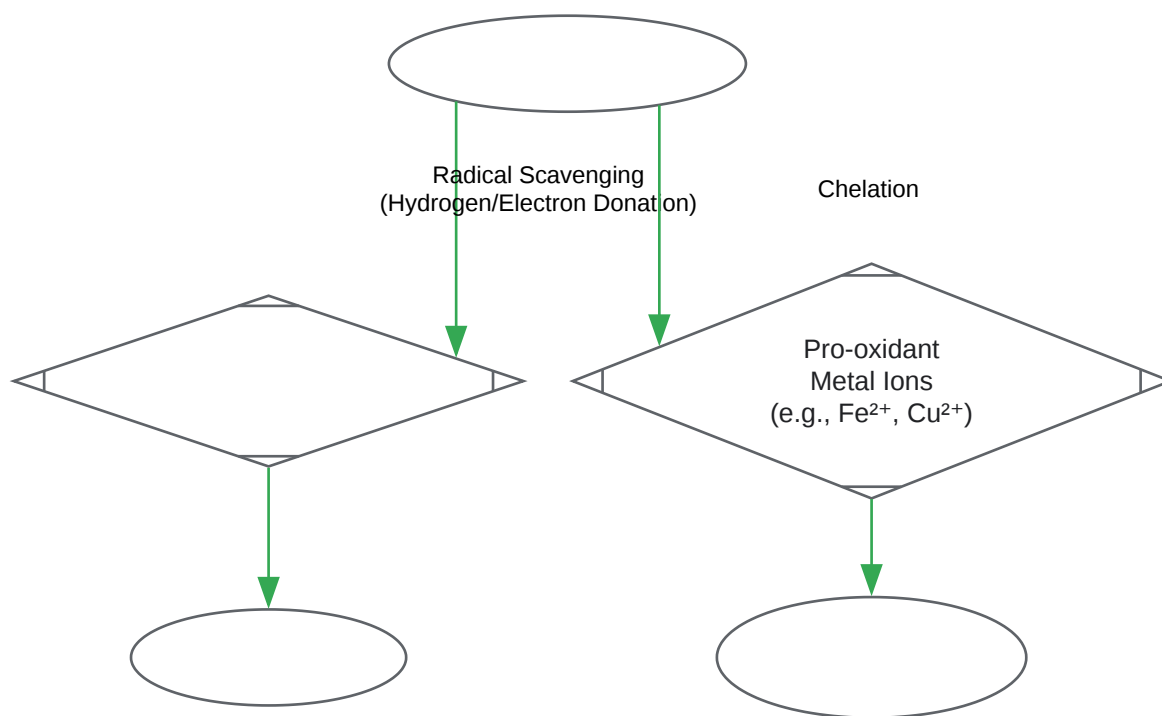 Radical Scavenging
(Hydrogen/Electron Donation)
Chelation
Pro-oxidant
Metal Ions
(e.g., Fe²⁺, Cu²⁺)